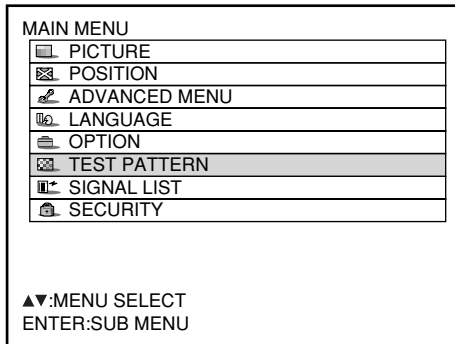 MAIN MENU
PICTURE
POSITION
ADVANCED MENU
LANGUAGE
OPTION
TEST PATTERN
SIGNAL LIST
SECURITY
▲▼:MENU SELECT
ENTER:SUB MENU